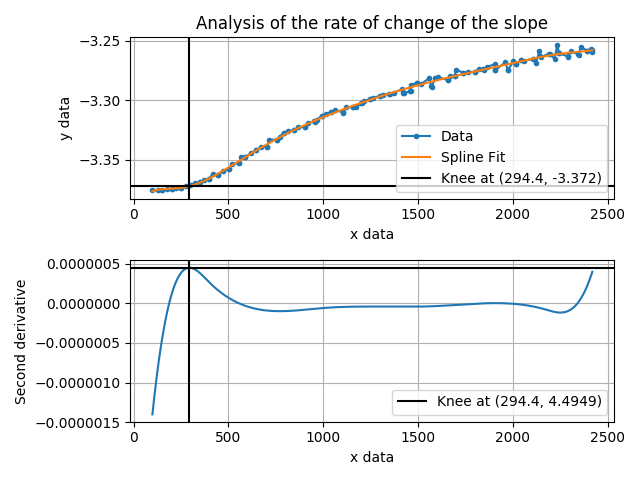 Analysis of the rate of change of the slope
−3.25
−3.30
−3.35
y data
Data
Spline Fit
Knee at (294.4, -3.372)
0 500 1000 1500 2000 2500
x data
0.0000005
0.0000000
−0.0000005
−0.0000010
−0.0000015
Second derivative
Knee at (294.4, 4.4949)
0 500 1000 1500 2000 2500
x data